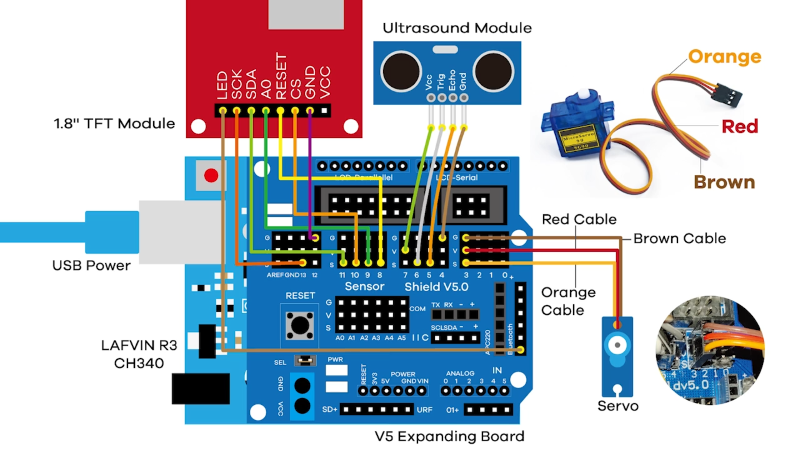 LED
SCK
SDA
A0
RESET
CS
GND
VCC
1.8" TFT Module
Ultrasound Module
Vcc
Trig
Echo
Gnd
Orange
Red
Brown
USB Power
LCD-Parallel
LCD-Serial
G
V
S
G
V
S
AREF GND 13 12
11 10 9 8
7 6 5 4
3 2 1 0
+
Sensor Shield V5.0
Red Cable
Brown Cable
Orange
Cable
RESET
G
V
S
A0 A1 A2 A3 A4 A5
COM
TX RX - +
SCL SDA - +
IIC
APC220
Bluetooth
LAFVIN R3
CH340
SEL
PWR
GND
VCC
RESET
3V3
5V
POWER
GND VIN
ANALOG
IN
0 1 2 3 4 5
SD+
URF
01+
Servo
V5 Expanding Board
dv5.0